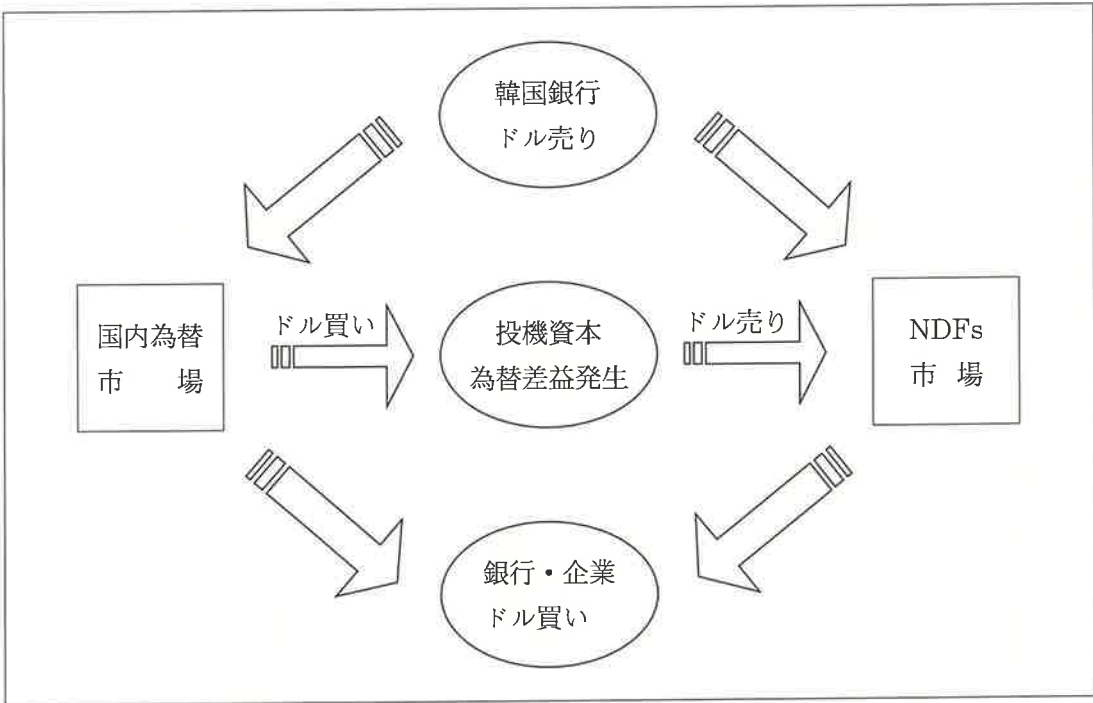 韓国銀行
ドル売り
国内為替
市　場
ドル買い
投機資本
為替差益発生
ドル売り
NDFs
市 場
銀行・企業
ドル買い